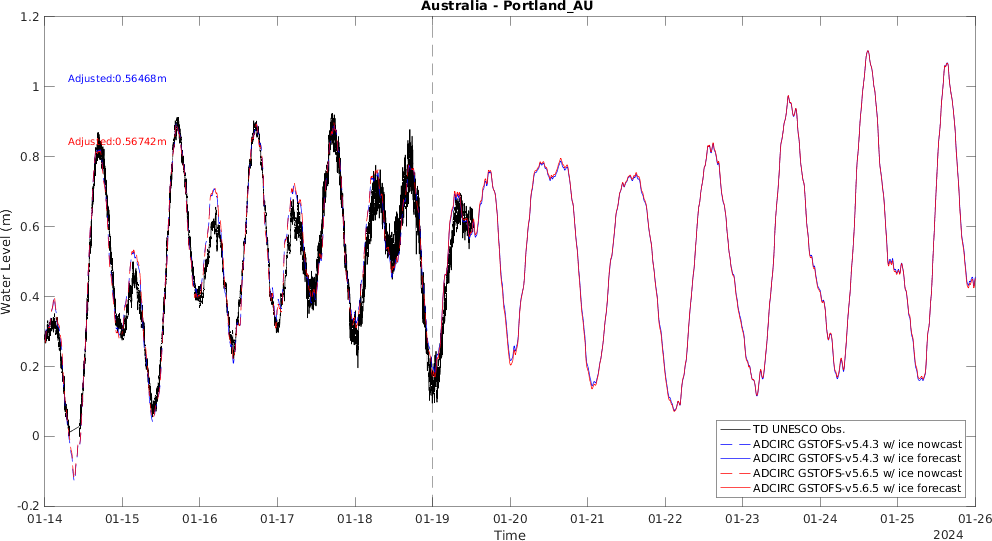 Australia - Portland_AU
1.2
1
0.8
0.6
0.4
0.2
0
-0.2
Water Level (m)
Adjusted:0.56468m
Adjusted:0.56742m
TD UNESCO Obs.
ADCIRC GSTOFS-v5.4.3 w/ ice nowcast
ADCIRC GSTOFS-v5.4.3 w/ ice forecast
ADCIRC GSTOFS-v5.6.5 w/ ice nowcast
ADCIRC GSTOFS-v5.6.5 w/ ice forecast
01-14 01-15 01-16 01-17 01-18 01-19 01-20 01-21 01-22 01-23 01-24 01-25 01-26
Time
2024